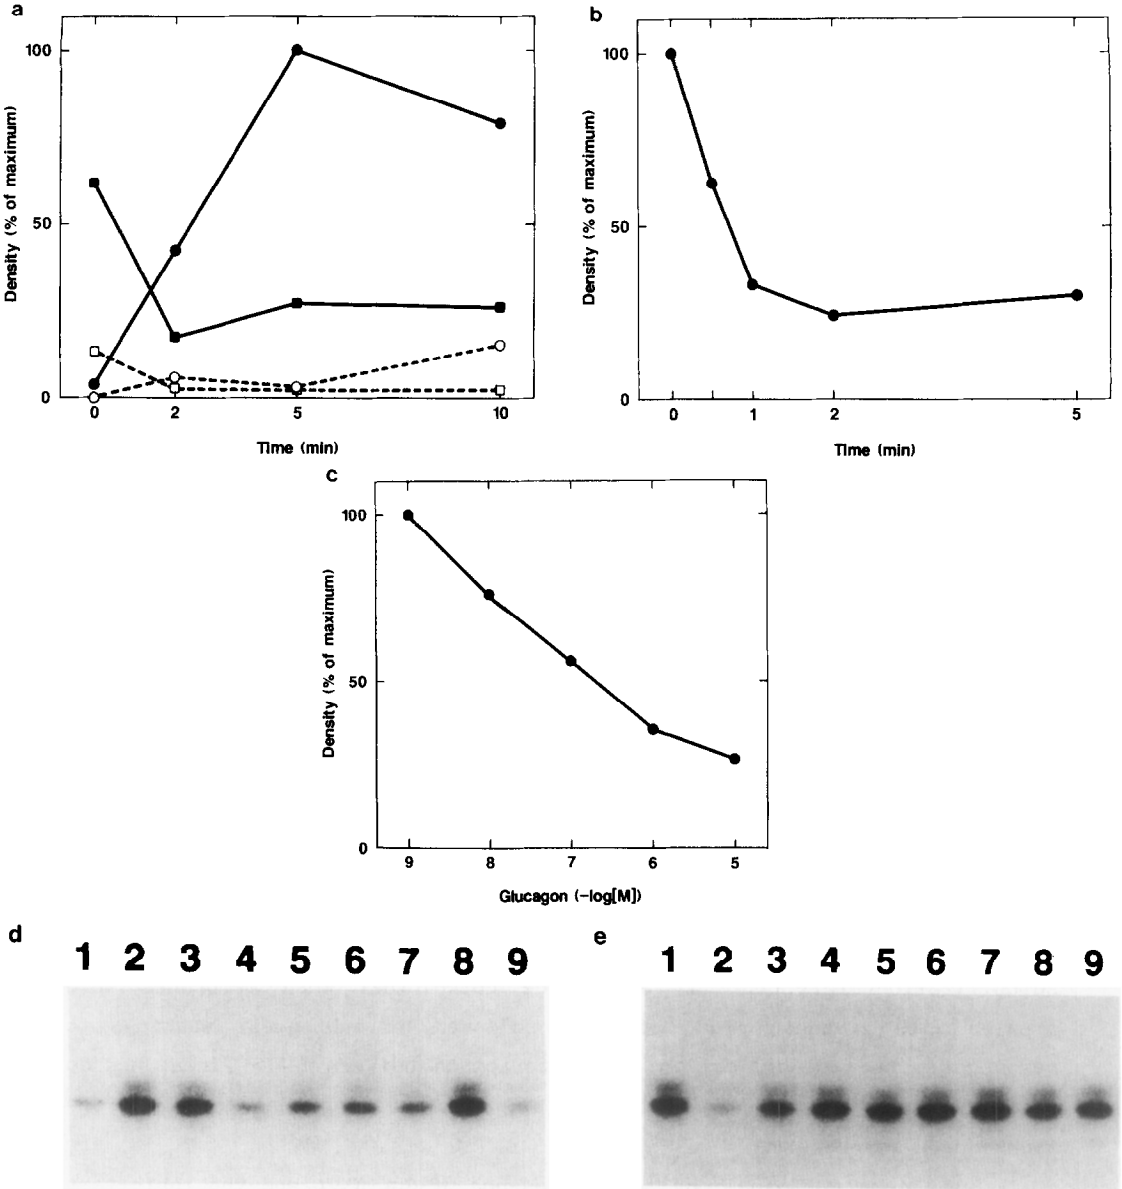 a
100
50
0
Density (% of maximum)
0 2 5 10
Time (min)
b
100
50
0
Density (% of maximum)
0 1 2 5
Time (min)
c
100
50
0
Density (% of maximum)
9 8 7 6 5
Glucagon (-log[M])
d
1 2 3 4 5 6 7 8 9
e
1 2 3 4 5 6 7 8 9